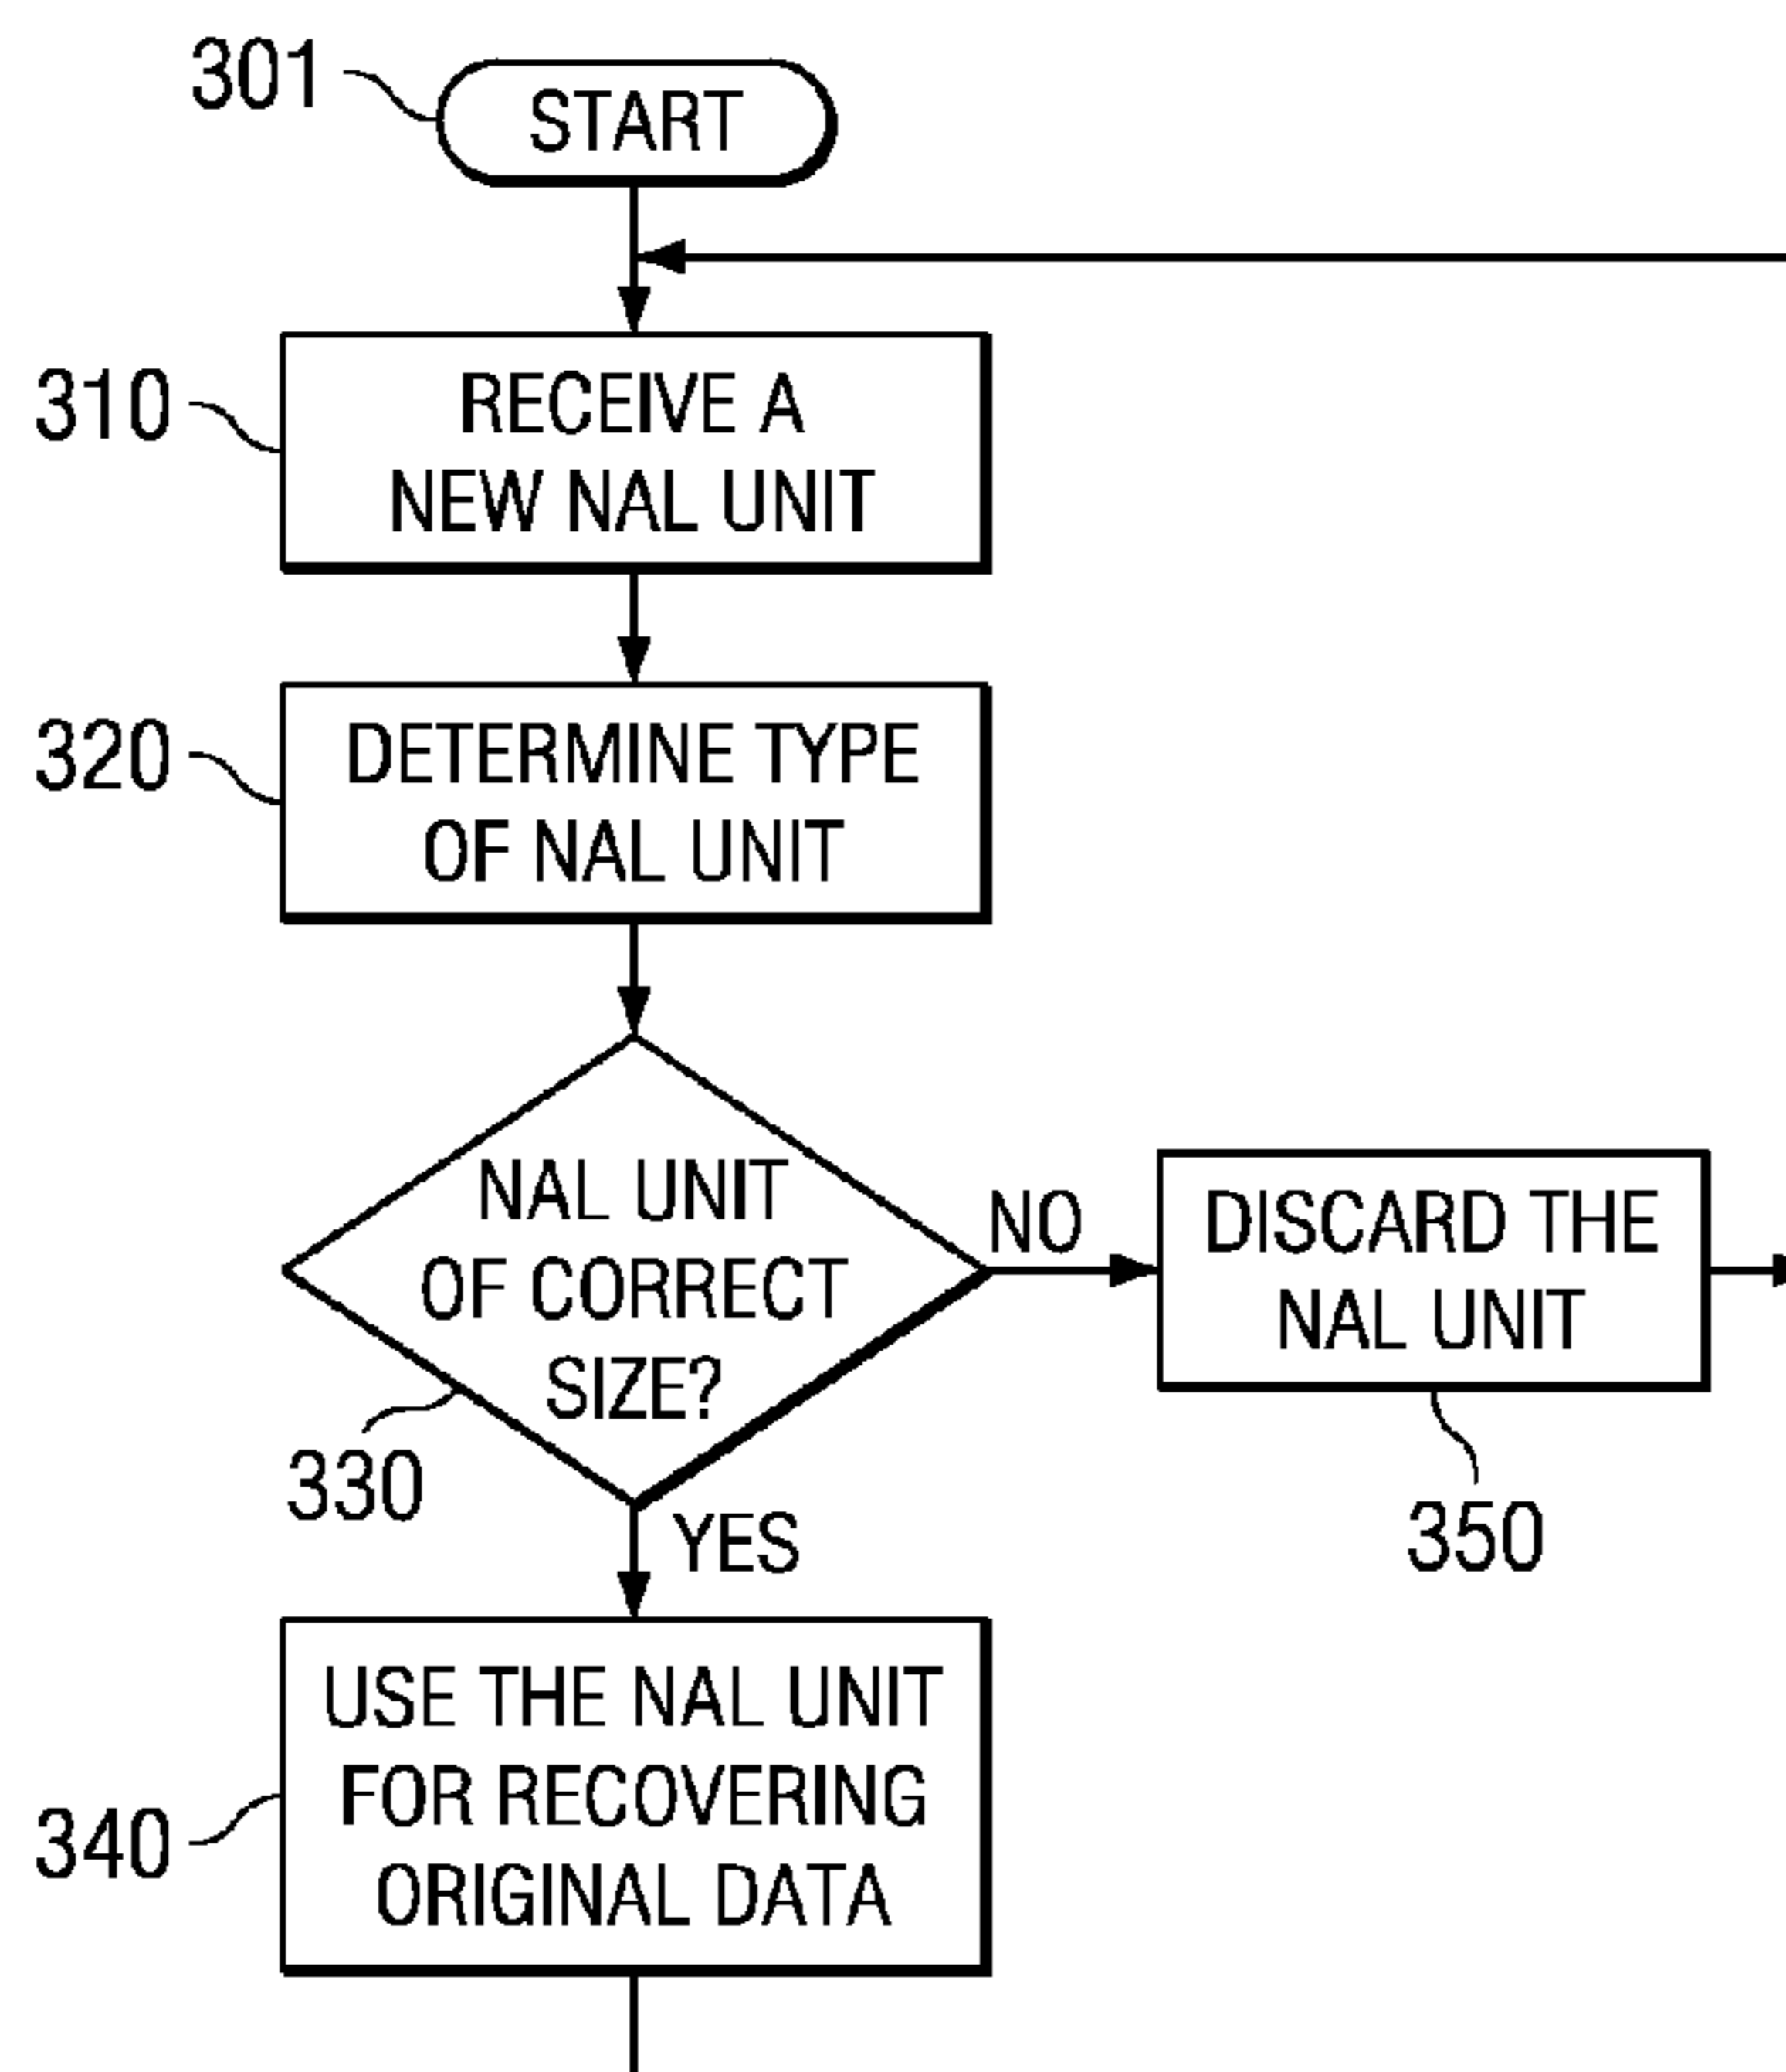 301
START
310
RECEIVE A
NEW NAL UNIT
320
DETERMINE TYPE
OF NAL UNIT
NAL UNIT
OF CORRECT
SIZE?
330
NO
DISCARD THE
NAL UNIT
350
YES
USE THE NAL UNIT
FOR RECOVERING
ORIGINAL DATA
340